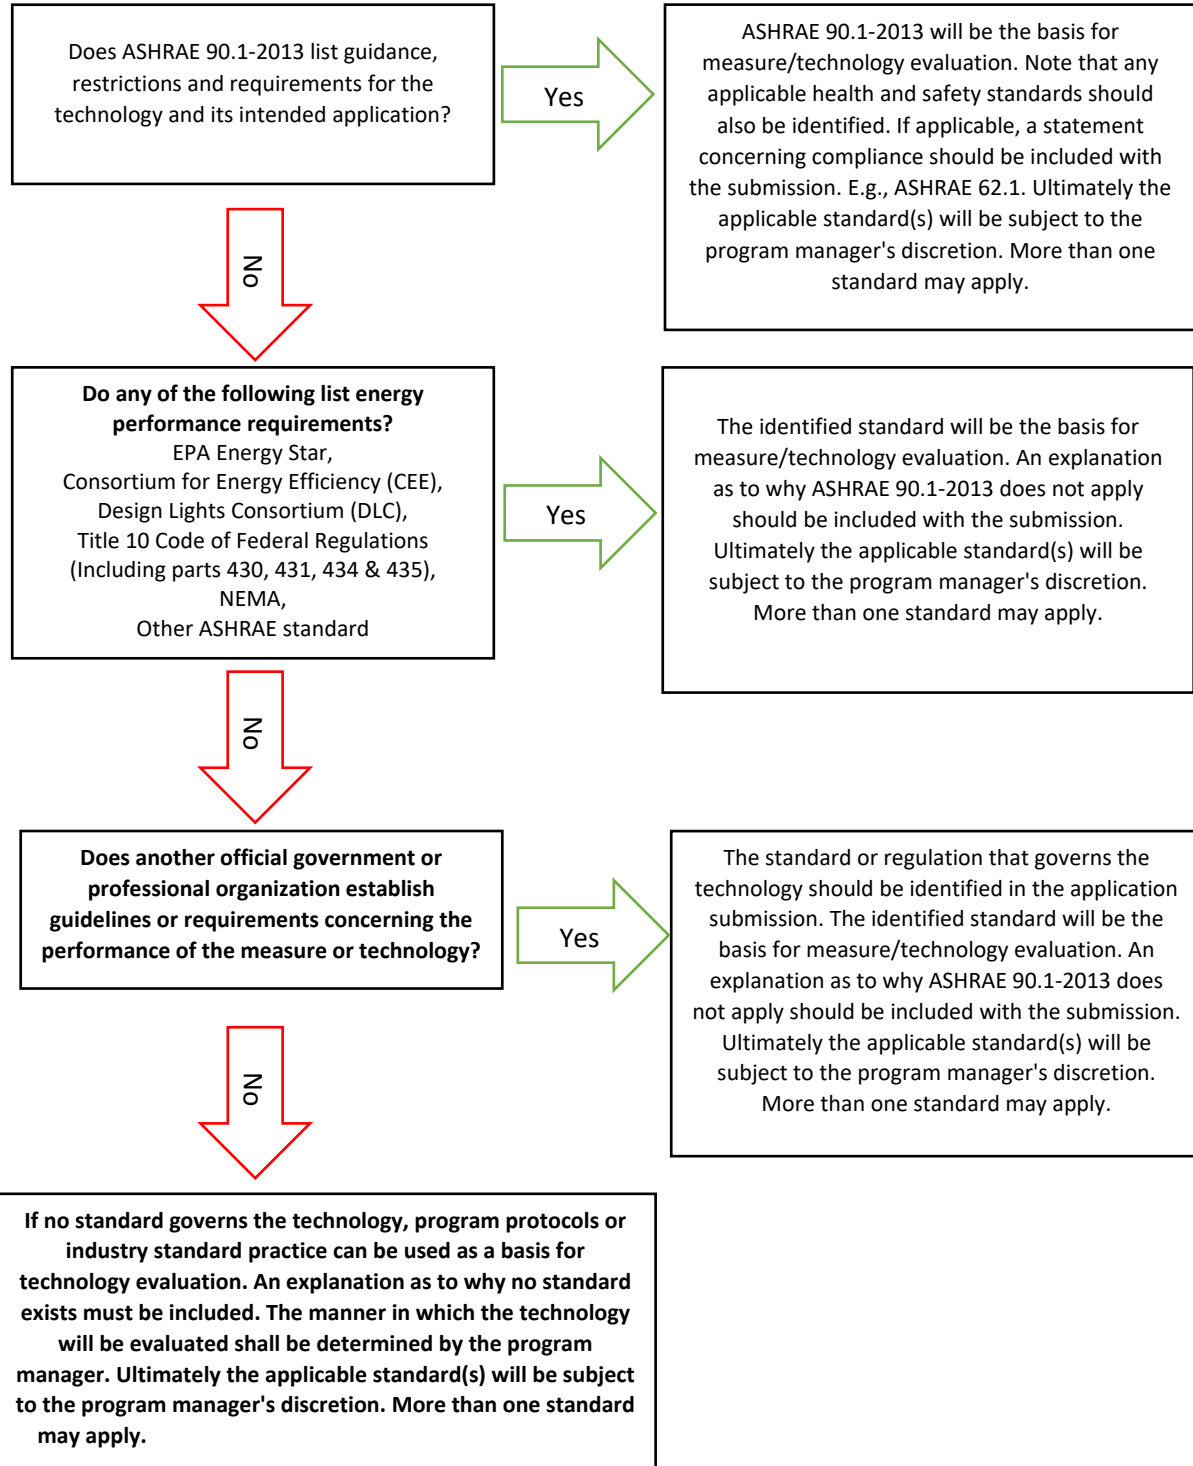 Does ASHRAE 90.1-2013 list guidance,
restrictions and requirements for the
technology and its intended application?
Yes
ASHRAE 90.1-2013 will be the basis for
measure/technology evaluation. Note that any
applicable health and safety standards should
also be identified. If applicable, a statement
concerning compliance should be included with
the submission. E.g., ASHRAE 62.1. Ultimately the
applicable standard(s) will be subject to the
program manager's discretion. More than one
standard may apply.
No
Do any of the following list energy
performance requirements?
EPA Energy Star,
Consortium for Energy Efficiency (CEE),
Design Lights Consortium (DLC),
Title 10 Code of Federal Regulations
(Including parts 430, 431, 434 & 435),
NEMA,
Other ASHRAE standard
Yes
The identified standard will be the basis for
measure/technology evaluation. An explanation
as to why ASHRAE 90.1-2013 does not apply
should be included with the submission.
Ultimately the applicable standard(s) will be
subject to the program manager's discretion.
More than one standard may apply.
No
Does another official government or
professional organization establish
guidelines or requirements concerning the
performance of the measure or technology?
Yes
The standard or regulation that governs the
technology should be identified in the application
submission. The identified standard will be the
basis for measure/technology evaluation. An
explanation as to why ASHRAE 90.1-2013 does
not apply should be included with the submission.
Ultimately the applicable standard(s) will be
subject to the program manager's discretion.
More than one standard may apply.
No
If no standard governs the technology, program protocols or
industry standard practice can be used as a basis for
technology evaluation. An explanation as to why no standard
exists must be included. The manner in which the technology
will be evaluated shall be determined by the program
manager. Ultimately the applicable standard(s) will be subject
to the program manager's discretion. More than one standard
may apply.